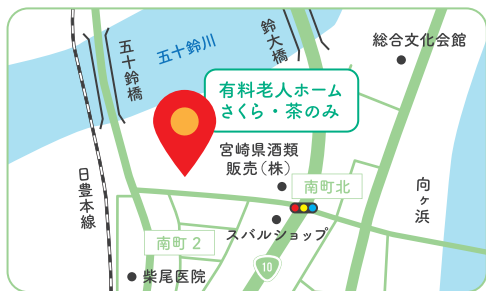 五十鈴橋
五十鈴川
鈴大橋
総合文化会館
有料老人ホーム
さくら・茶のみ
宮崎県酒類
販売（株）
南町北
向ヶ浜
日豊本線
スバルショップ
南町2
10
柴尾医院